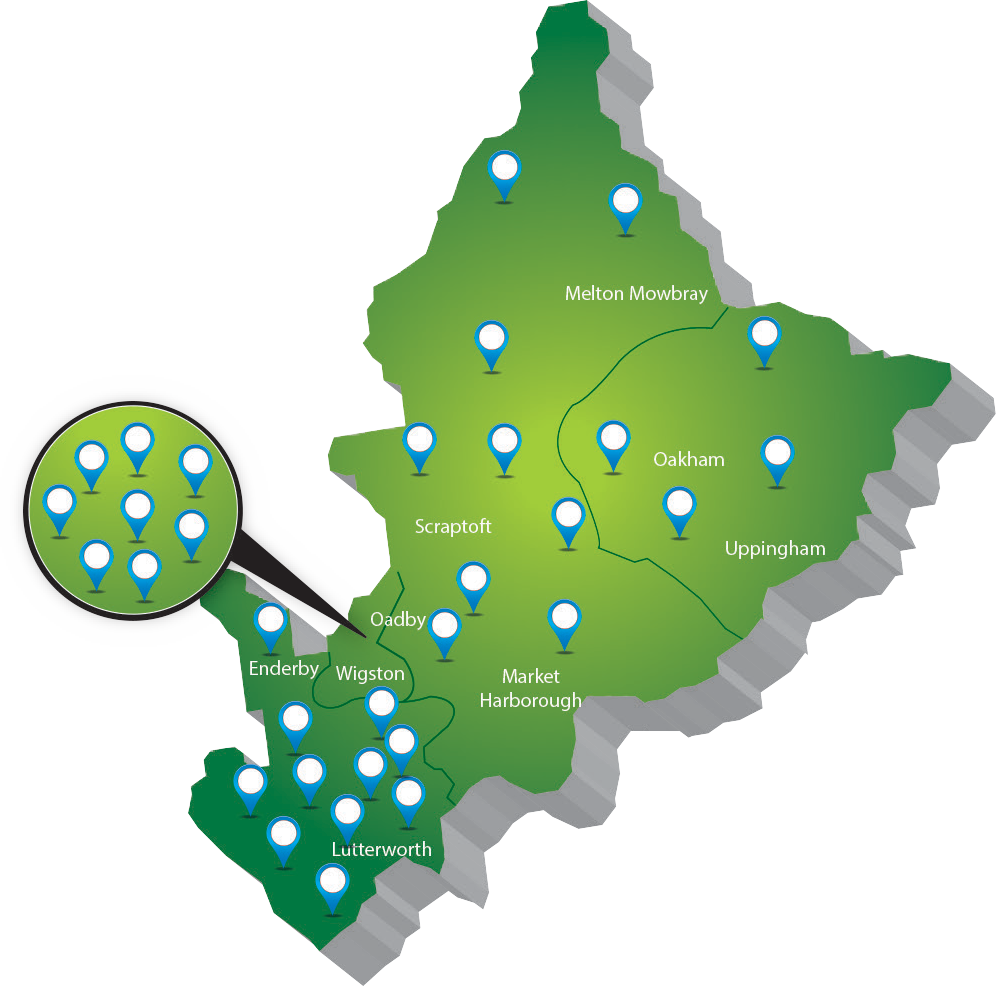 Melton Mowbray
Oakham
Scraptoft
Uppingham
Oadby
Enderby
Wigston
Market
Harborough
Lutterworth